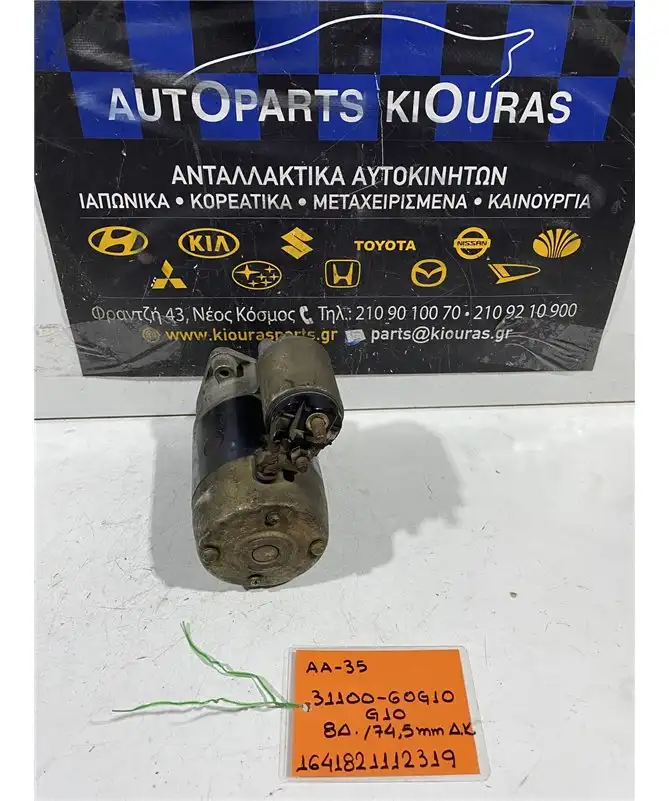 AUTOPARTS KIOURAS
ΑΝΤΑΛΛΑΚΤΙΚΑ ΑΥΤΟΚΙΝΗΤΩΝ
ΙΑΠΩΝΙΚΑ • ΚΟΡΕΑΤΙΚΑ • ΜΕΤΑΧΕΙΡΙΣΜΕΝΑ • ΚΑΙΝΟΥΡΓΙΑ
KIA TOYOTA NISSAN
Φραντζή 43, Νέος Κόσμος Τηλ.: 210 90 100 70 • 210 92 10 900
www.kiourasparts.gr parts@kiouras.gr
AA-35
31100-60G10
G10
8Δ. /74,5mm Δ.Κ
1641821112319